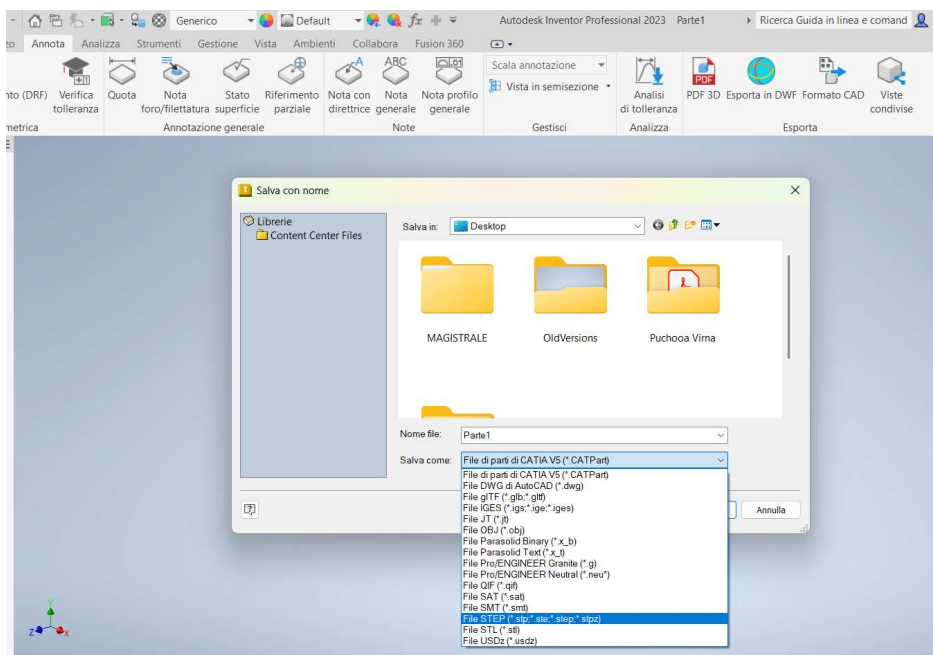 Generico
Default
Autodesk Inventor Professional 2023 Parte1
Ricerca Guida in linea e comand
zo Annota Analizza Strumenti Gestione Vista Ambienti Collabora Fusion 360
nto (DRF)
Verifica tolleranza
Quota
Nota foro/filettatura
Stato superficie
Riferimento parziale
A
Nota con direttrice
ABC
Nota generale
Nota profilo generale
Scala annotazione
Vista in semisezione
Analisi di tolleranza
PDF
PDF 3D
Esporta in DWF
Formato CAD
Viste condivise
metrica
Annotazione generale
Note
Gestisci
Analizza
Esporta
Salva con nome
Librerie
Content Center Files
Salva in: Desktop
MAGISTRALE
OldVersions
Puchooa Virna
Nome file: Parte1
Salva come: File di parti di CATIA V5 (*.CATPart)
File di parti di CATIA V5 (*.CATPart)
File DWG di AutoCAD (*.dwg)
File glTF (*.glb;*.gltf)
File IGES (*.igs;*.ige;*.iges)
File JT (*.jt)
File OBJ (*.obj)
File Parasolid Binary (*.x_b)
File Parasolid Text (*.x_t)
File Pro/ENGINEER Granite (*.g)
File Pro/ENGINEER Neutral (*.neu*)
File QIF (*.qif)
File SAT (*.sat)
File SMT (*.smt)
File STEP (*.stp;*.ste;*.step;*.stpz)
File STL (*.stl)
File USDz (*.usdz)
Annulla
Z
X